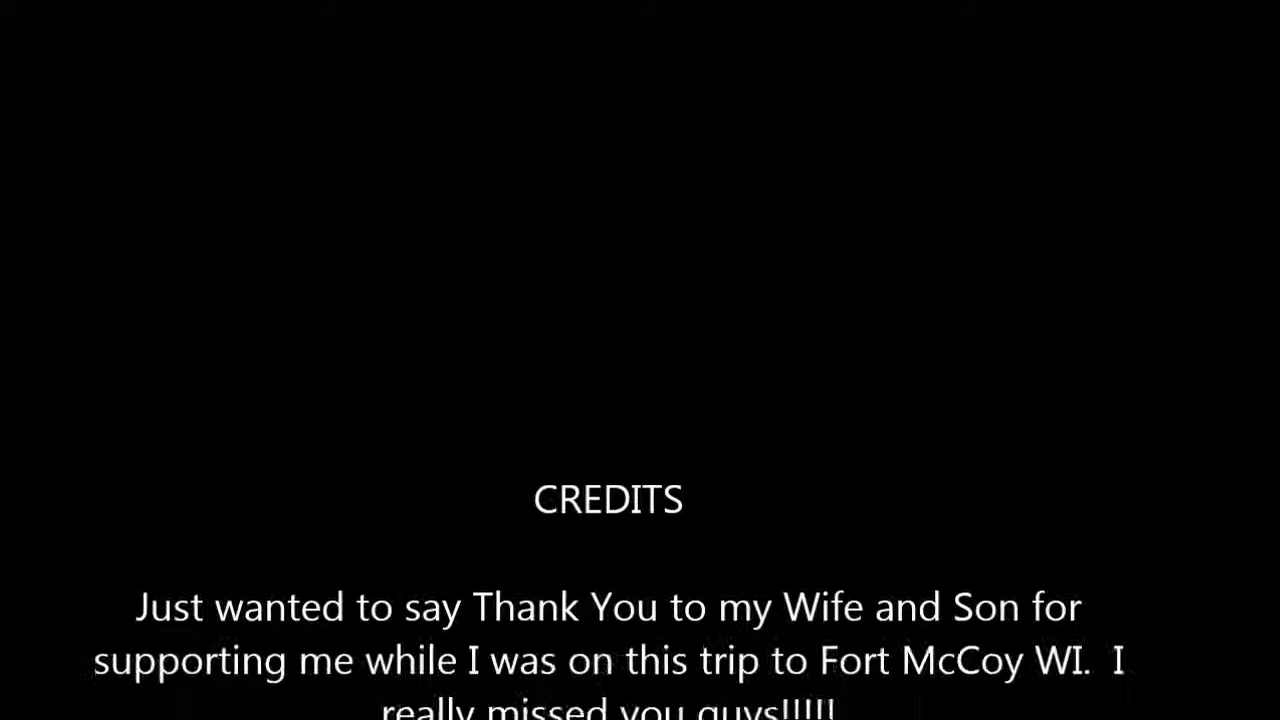 CREDITS
Just wanted to say Thank You to my Wife and Son for
supporting me while I was on this trip to Fort McCoy WI.  I
really missed you guys!!!!!